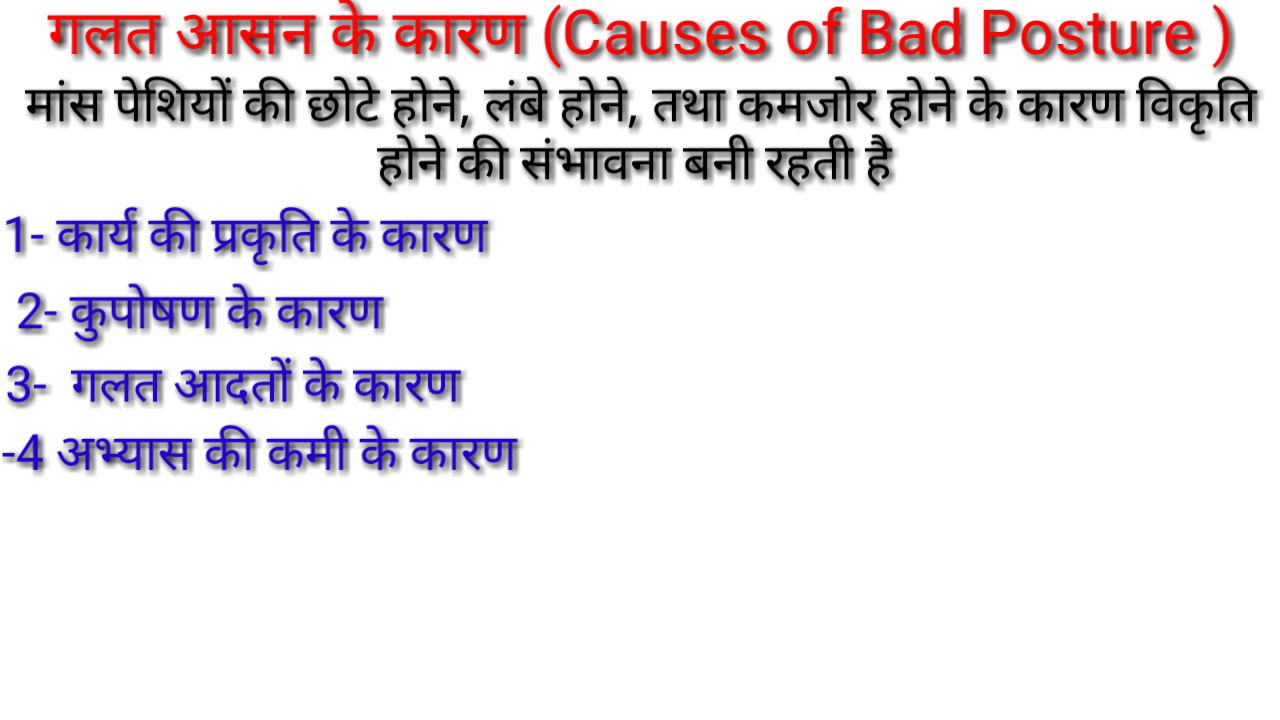 गलत आसन के कारण (Causes of Bad Posture )
मांस पेशियों की छोटे होने, लंबे होने, तथा कमजोर होने के कारण विकृति
होने की संभावना बनी रहती है
1- कार्य की प्रकृति के कारण
2- कुपोषण के कारण
3- गलत आदतों के कारण
-4 अभ्यास की कमी के कारण